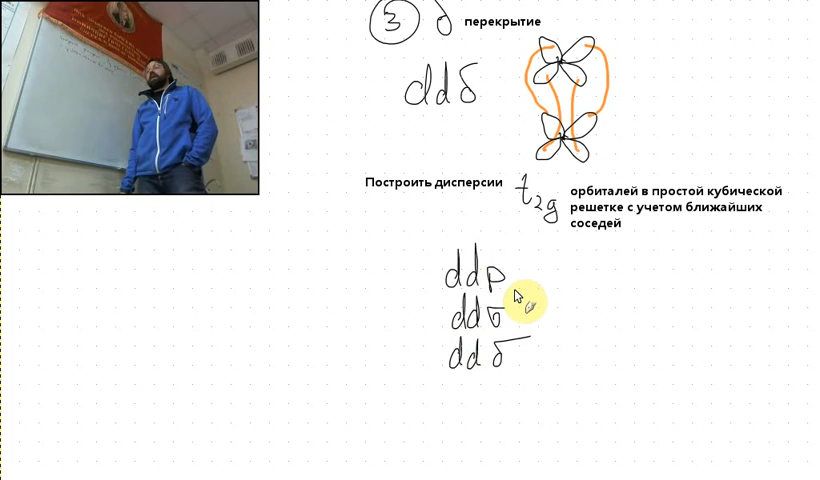 3 δ перекрытие
ddδ
Построить дисперсии t2g орбиталей в простой кубической
решетке с учетом ближайших
соседей
ddp
ddσ
ddδ